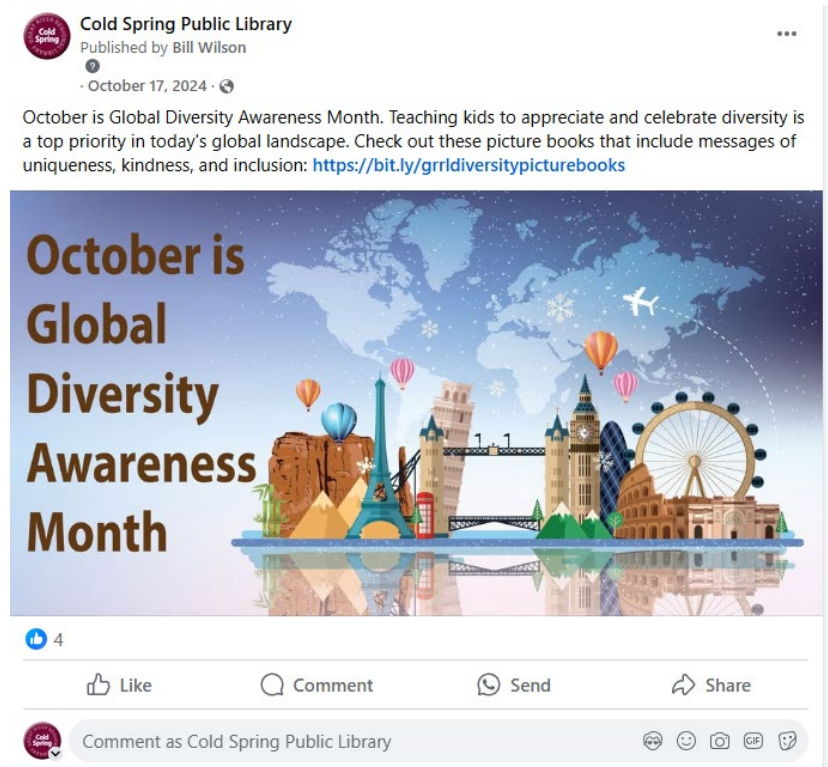 Cold Spring Public Library
Published by Bill Wilson
?
· October 17, 2024 ·
October is Global Diversity Awareness Month. Teaching kids to appreciate and celebrate diversity is
a top priority in today's global landscape. Check out these picture books that include messages of
uniqueness, kindness, and inclusion: https://bit.ly/grrldiversitypicturebooks
October is
Global
Diversity
Awareness
Month
4
Like Comment Send Share
Cold Spring
Comment as Cold Spring Public Library
GIF